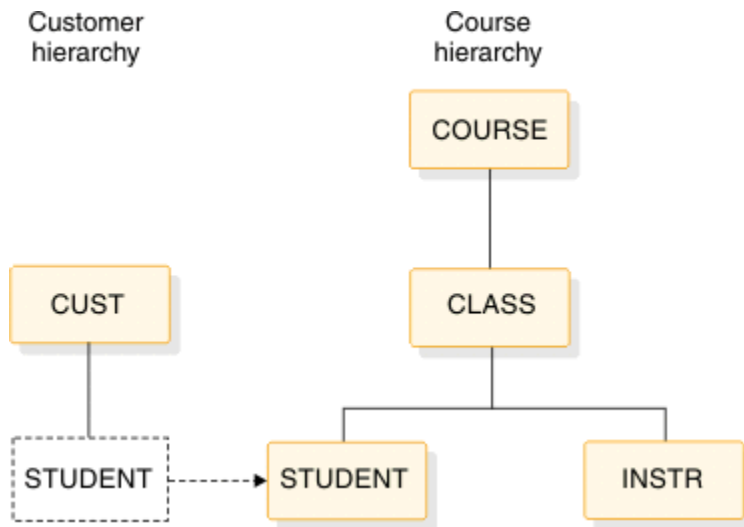 Customer
hierarchy
Course
hierarchy
COURSE
CUST
CLASS
STUDENT
STUDENT
INSTR